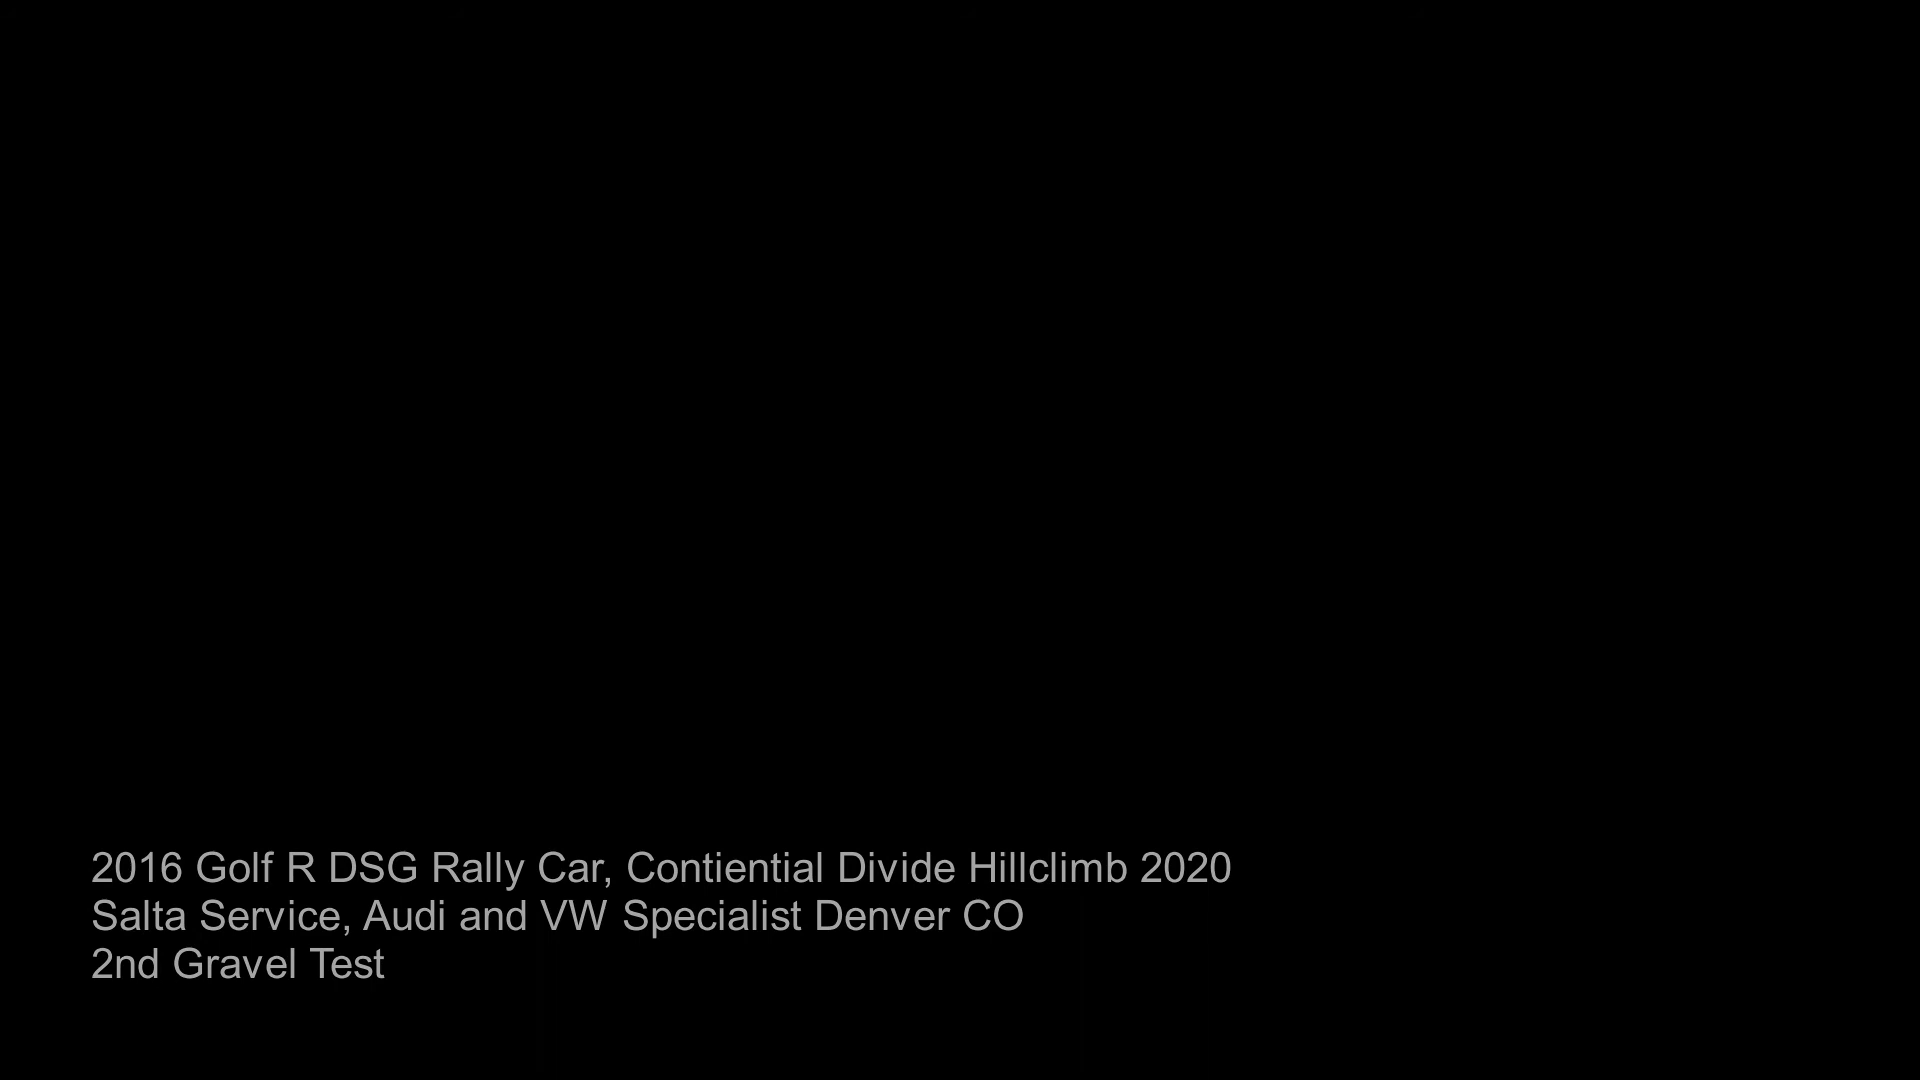 2016 Golf R DSG Rally Car, Contiential Divide Hillclimb 2020
Salta Service, Audi and VW Specialist Denver CO
2nd Gravel Test